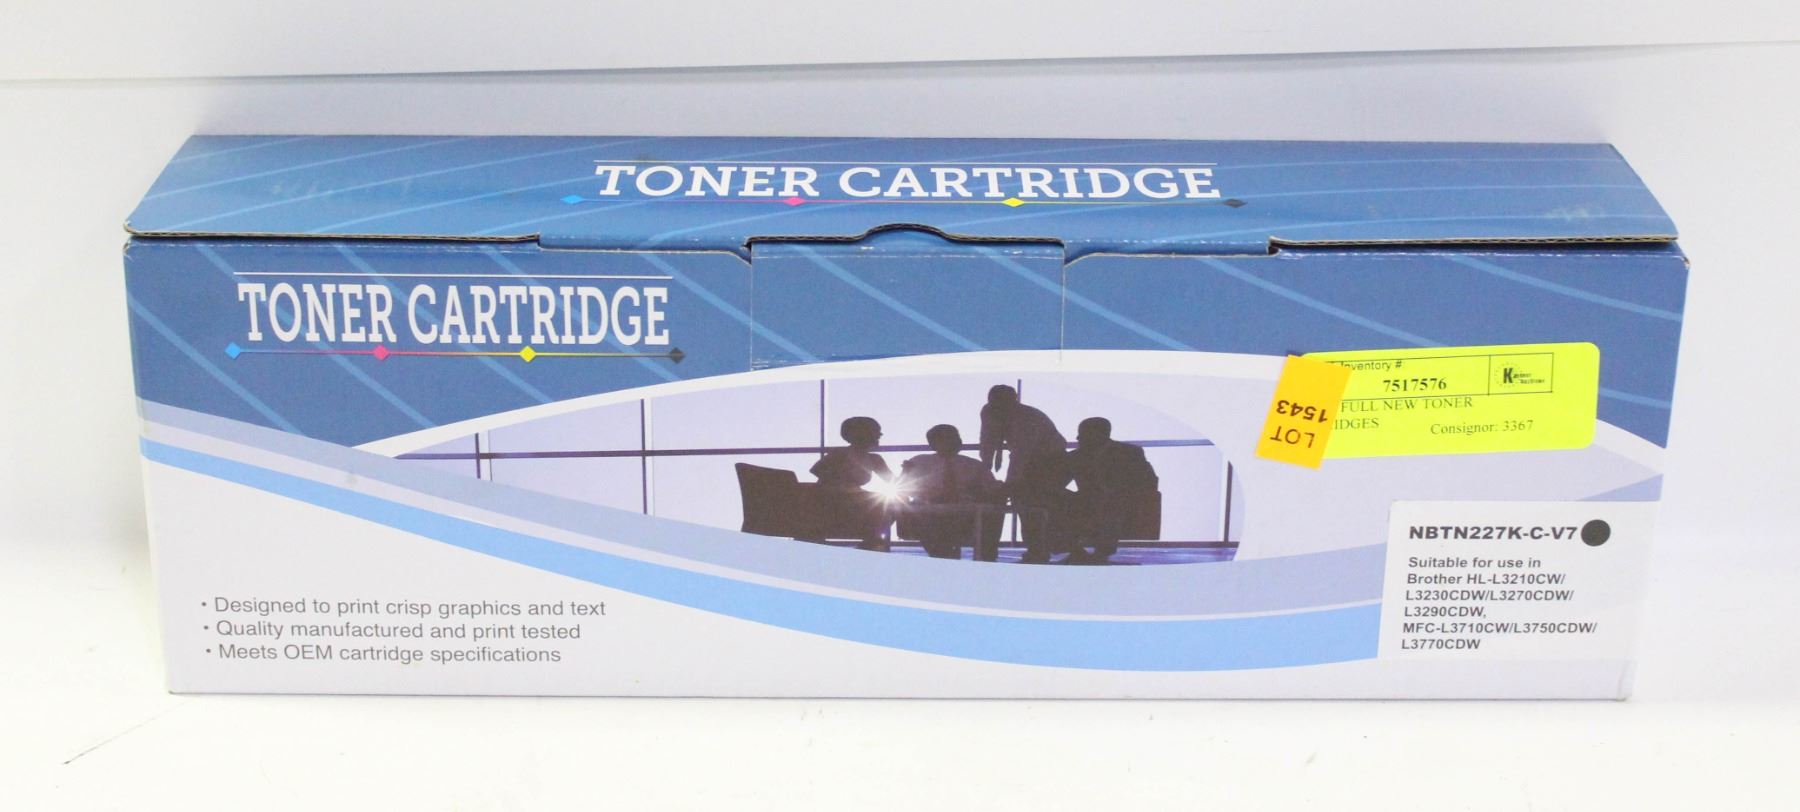 TONER CARTRIDGE
TONER CARTRIDGE
Inventory #
7517576
FULL NEW TONER
Consignor: 3367
LOT
1543
NBTN227K-C-V7
Suitable for use in
Brother HL-L3210CW/
L3230CDW/L3270CDW/
L3290CDW,
MFC-L3710CW/L3750CDW/
L3770CDW
• Designed to print crisp graphics and text
• Quality manufactured and print tested
• Meets OEM cartridge specifications